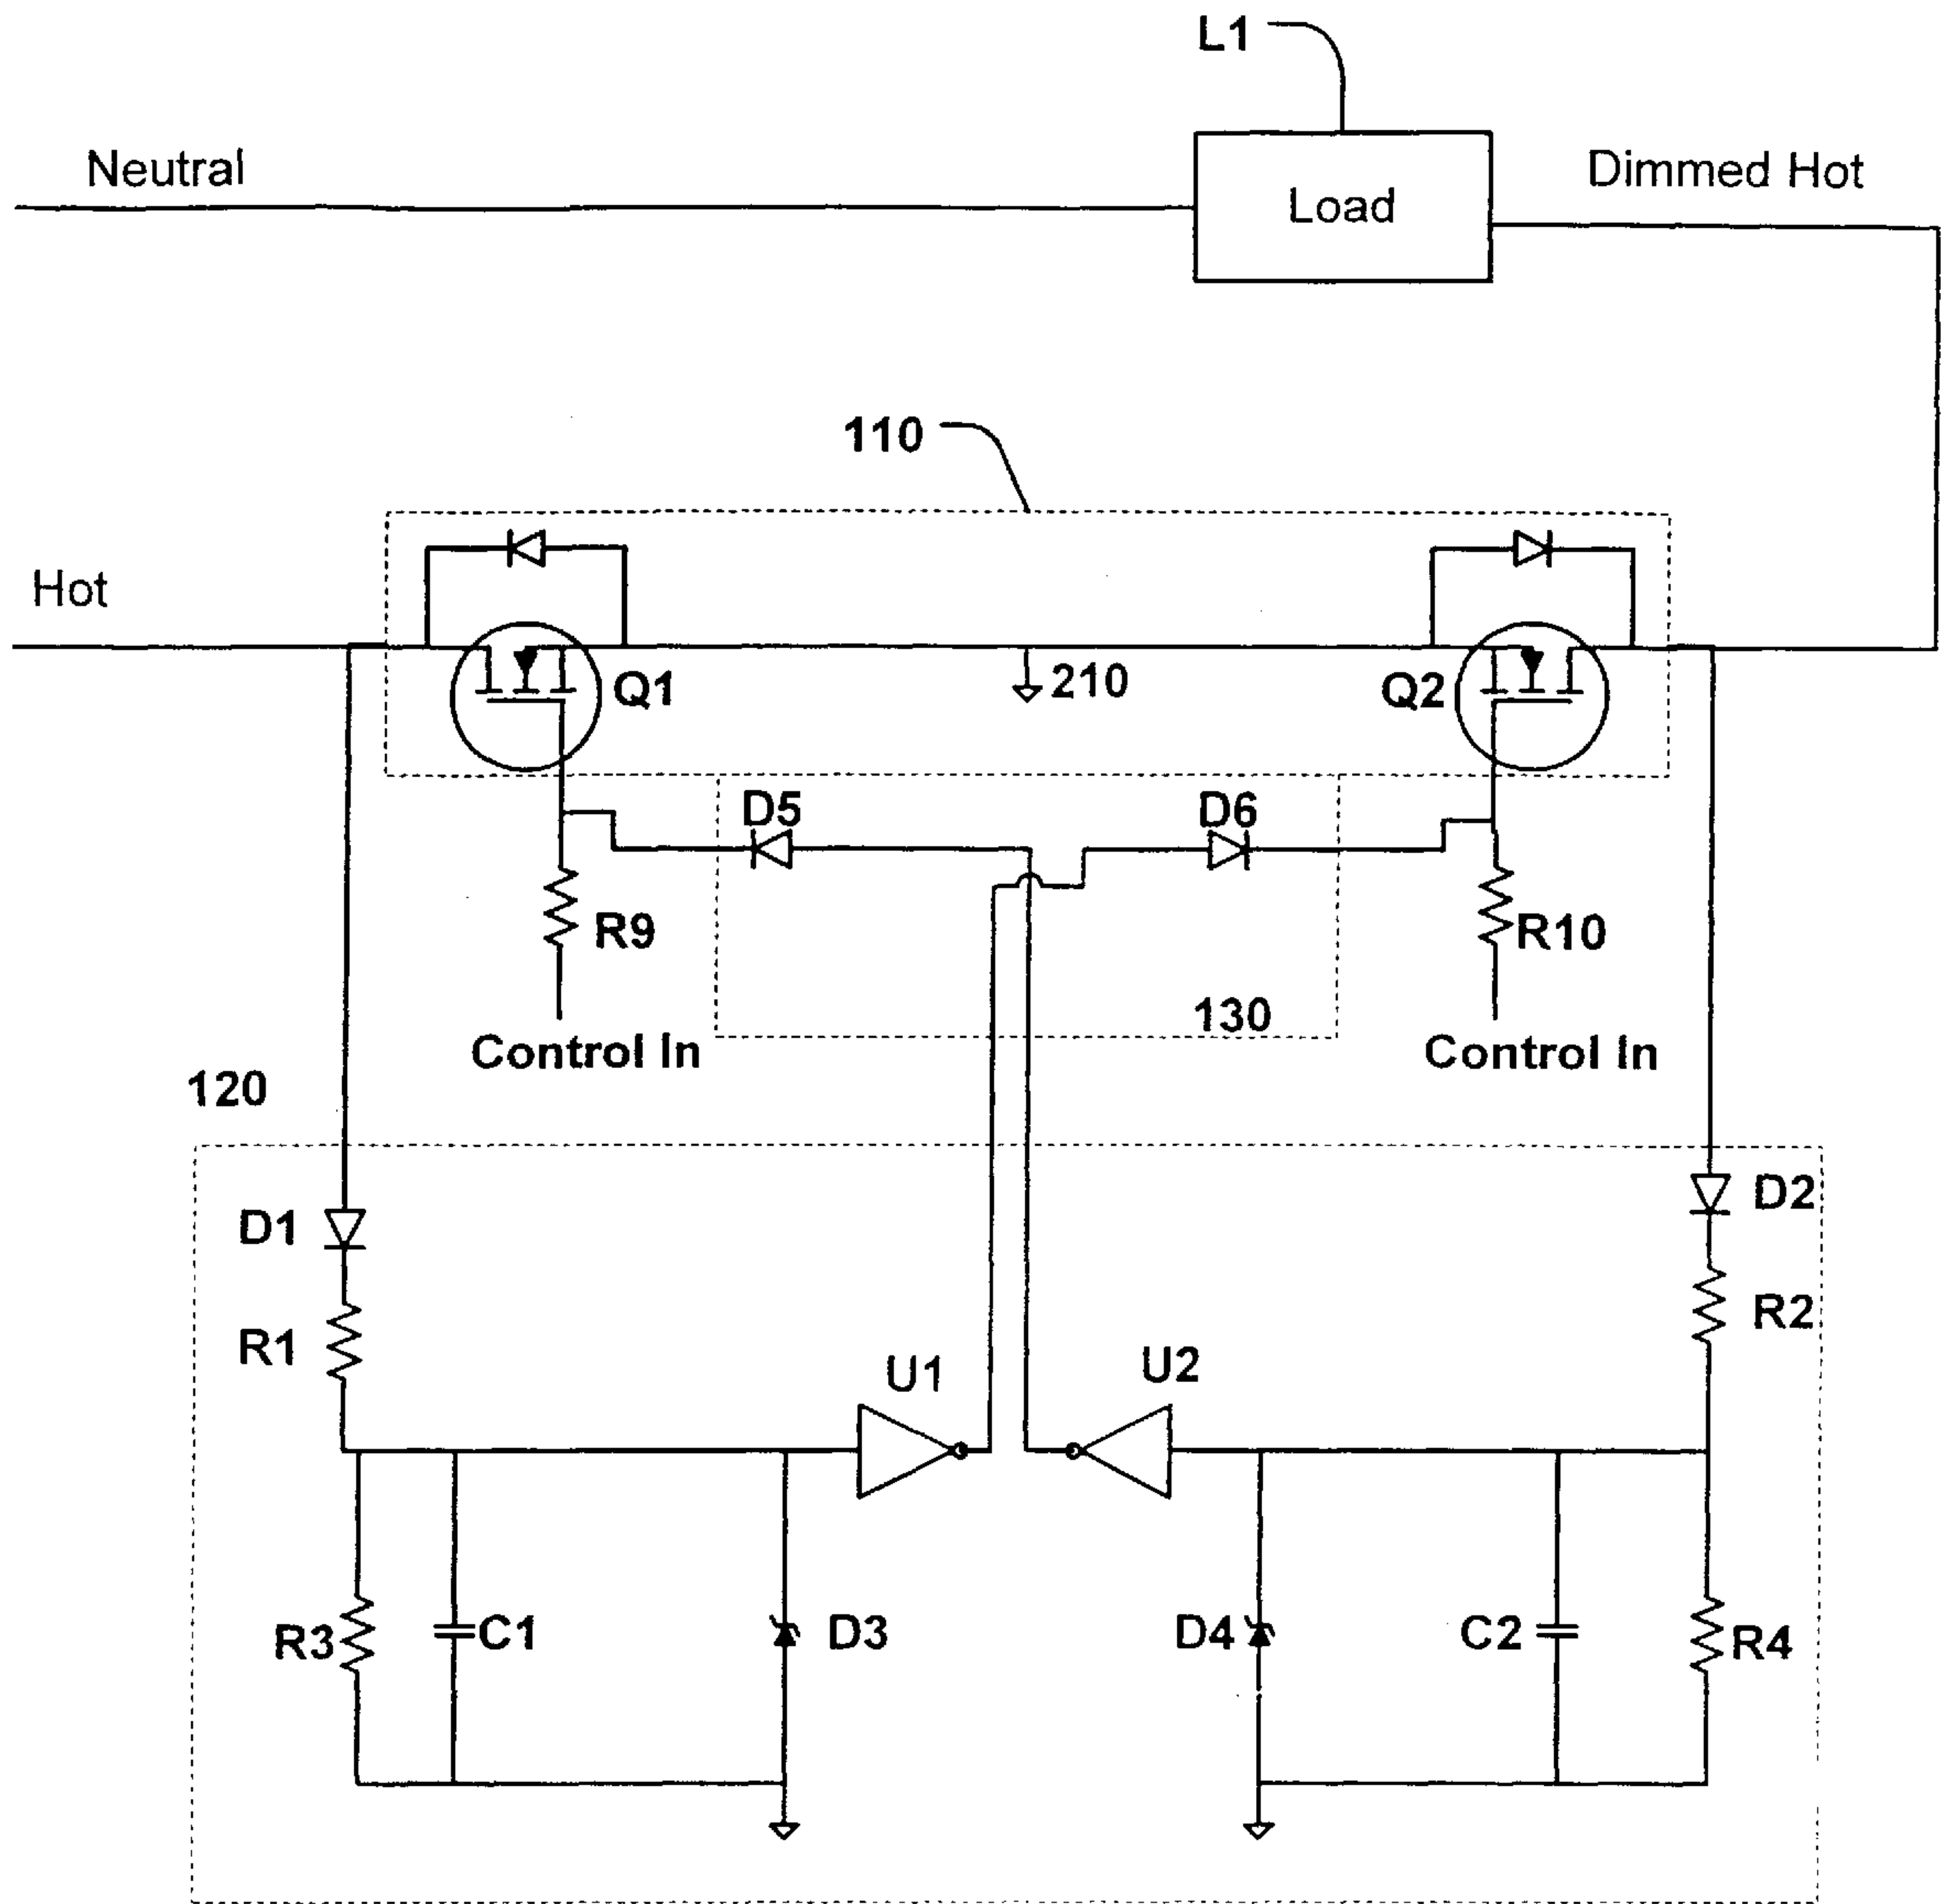 L1
Neutral
Load
Dimmed Hot
110
Hot
Q1
210
Q2
D5
D6
R9
R10
130
Control In
Control In
120
D1
D2
R1
R2
U1
U2
R3
C1
D3
D4
C2
R4